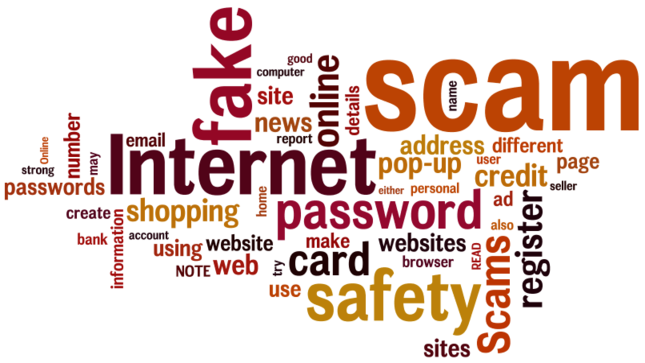 fake
good
computer
site
online
details
scam
name
news
report
Online
number
strong
may
email
Internet
address
different
pop-up
user
credit
page
seller
passwords
either
personal
ad
create
information
shopping
home
password
also
register
bank
account
using
website
make
websites
NOTE
web
try
card
browser
READ
Scams
use
safety
sites